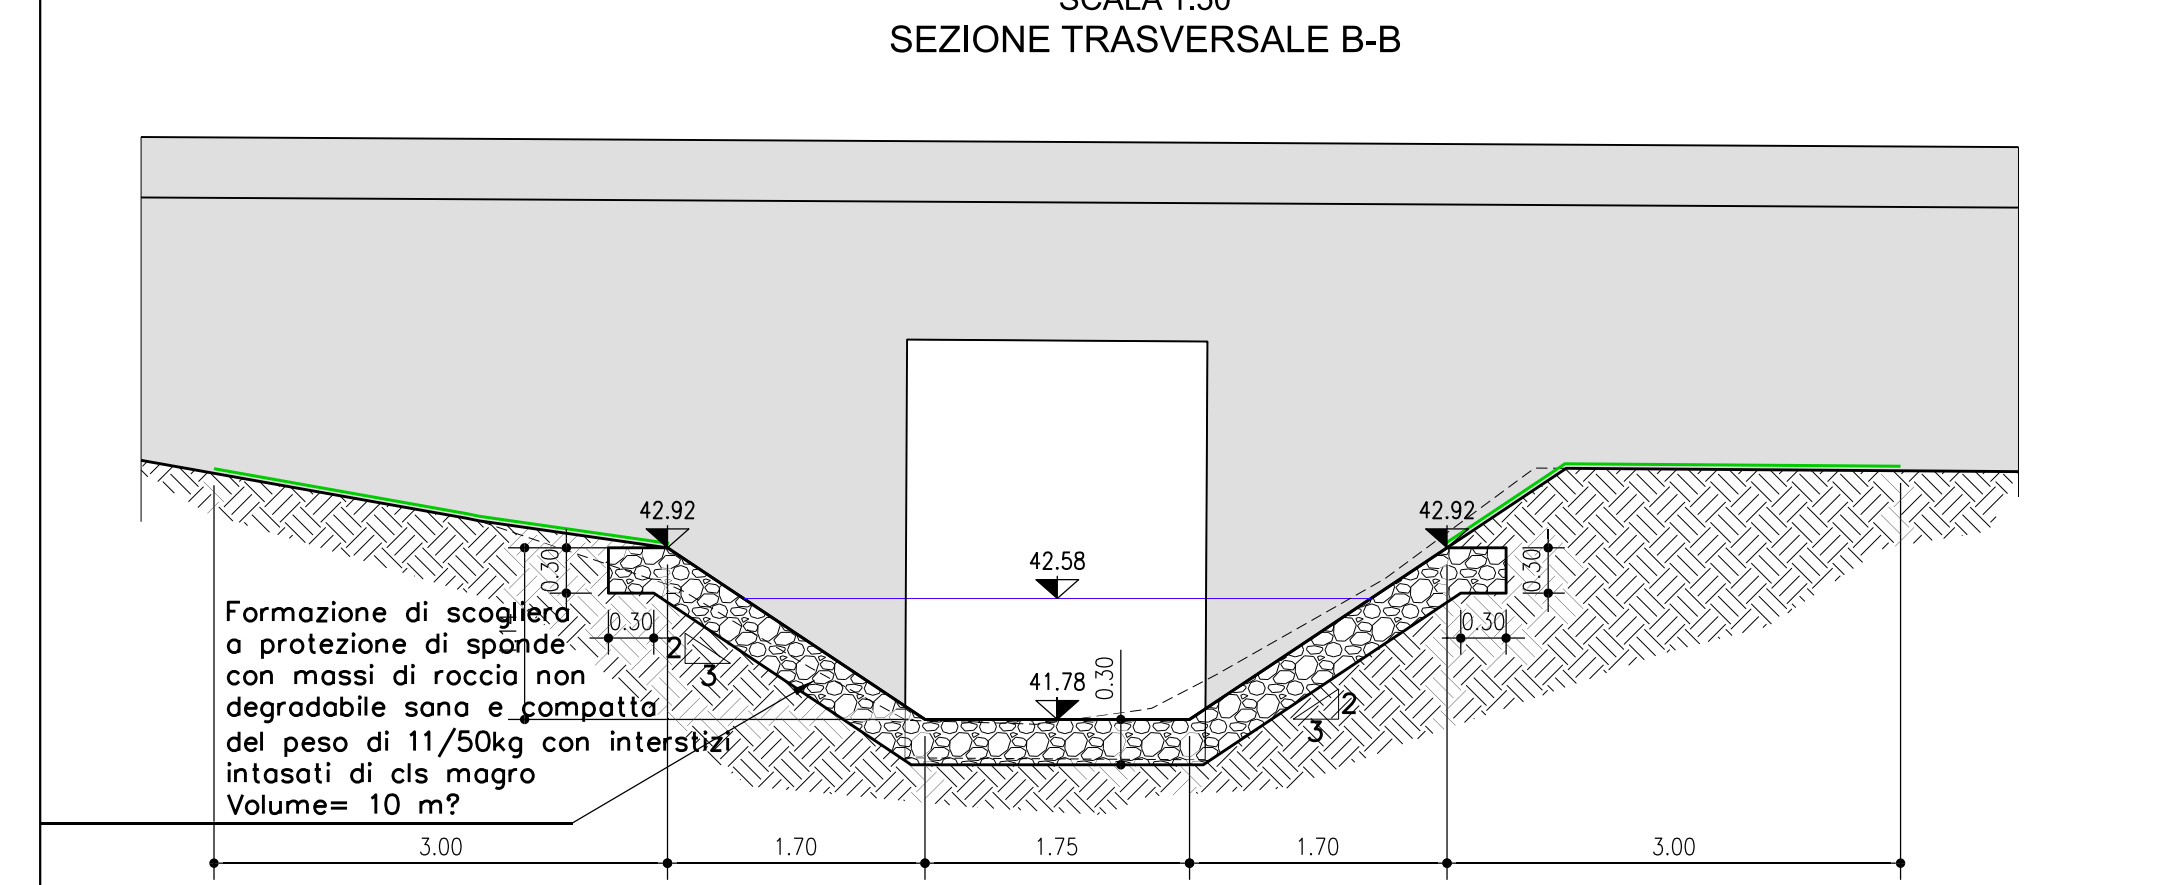 SCALA 1:50
SEZIONE TRASVERSALE B-B
42.92
42.92
42.58
41.78
0.30
0.30
0.30
0.30
0.30
2
3
2
3
Formazione di scogliera
a protezione di sponde
con massi di roccia non
degradabile sana e compatta
del peso di 11/50kg con interstizi
intasati di cls magro
Volume= 10 m?
3.00
1.70
1.75
1.70
3.00